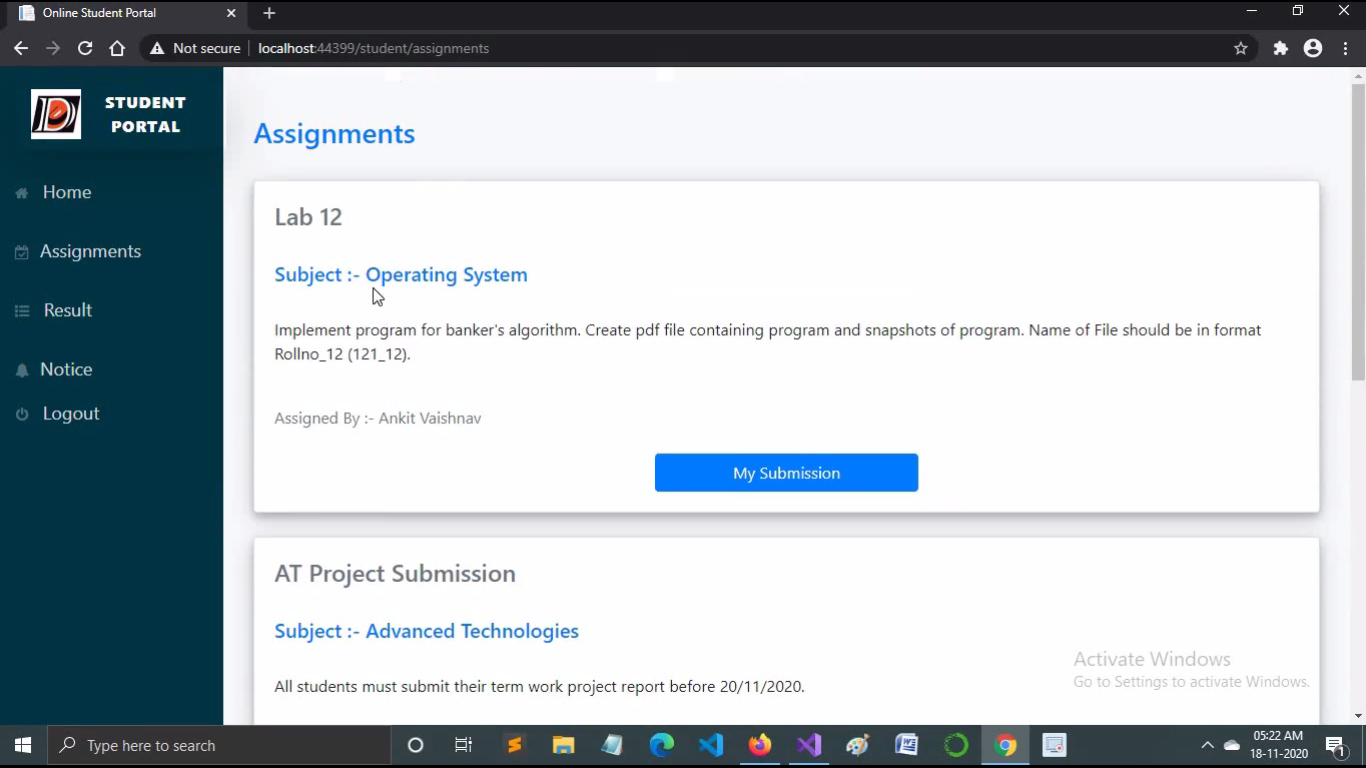 Online Student Portal
Not secure
localhost:44399/student/assignments
STUDENT
PORTAL
Home
Assignments
Result
Notice
Logout
Assignments
Lab 12
Subject :- Operating System
Implement program for banker's algorithm. Create pdf file containing program and snapshots of program. Name of File should be in format
Rollno_12 (121_12).
Assigned By :- Ankit Vaishnav
My Submission
AT Project Submission
Subject :- Advanced Technologies
All students must submit their term work project report before 20/11/2020.
Activate Windows
Go to Settings to activate Windows.
Type here to search
05:22 AM
18-11-2020
1